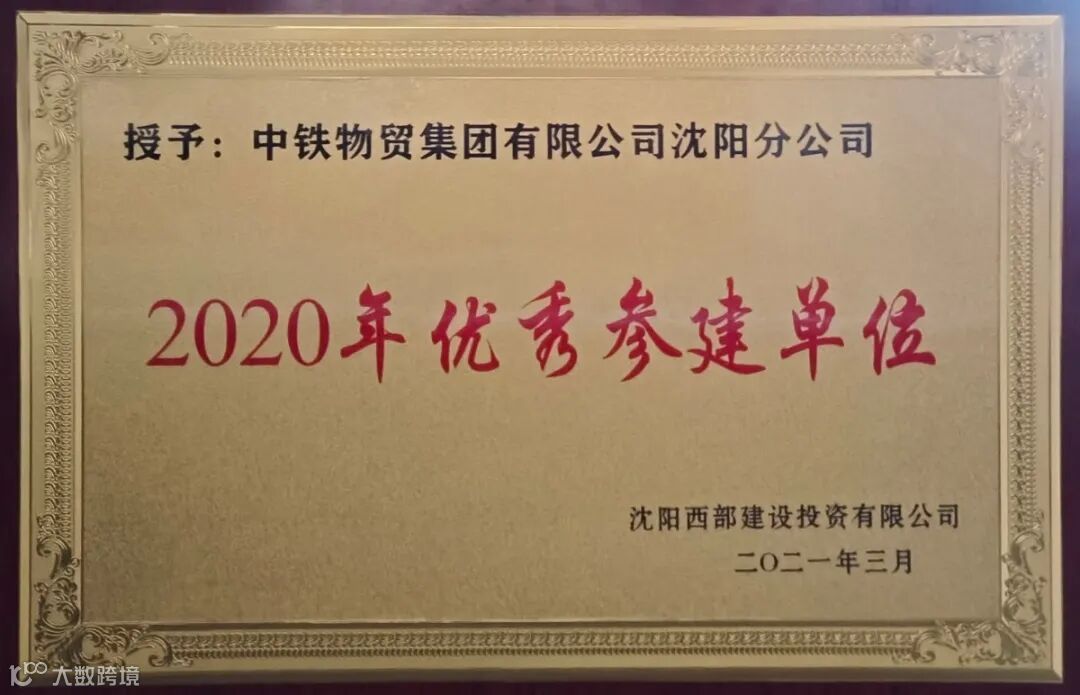 授予：中铁物贸集团有限公司沈阳分公司
2020年优秀参建单位
沈阳西部建设投资有限公司
二〇二一年三月
大数跨境